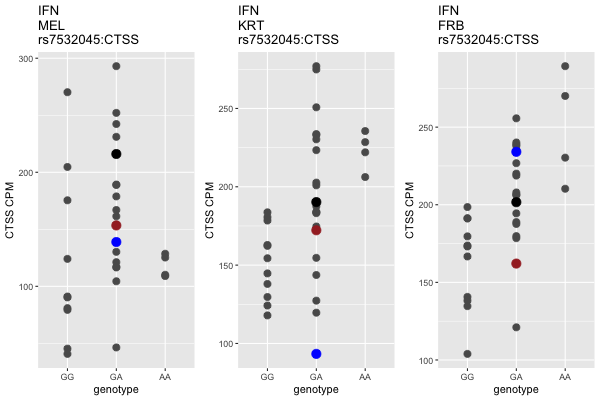 IFN
MEL
rs7532045:CTSS
300
200
100
CTSS CPM
GG GA AA
genotype
IFN
KRT
rs7532045:CTSS
250
200
150
100
CTSS CPM
GG GA AA
genotype
IFN
FRB
rs7532045:CTSS
250
200
150
100
CTSS CPM
GG GA AA
genotype